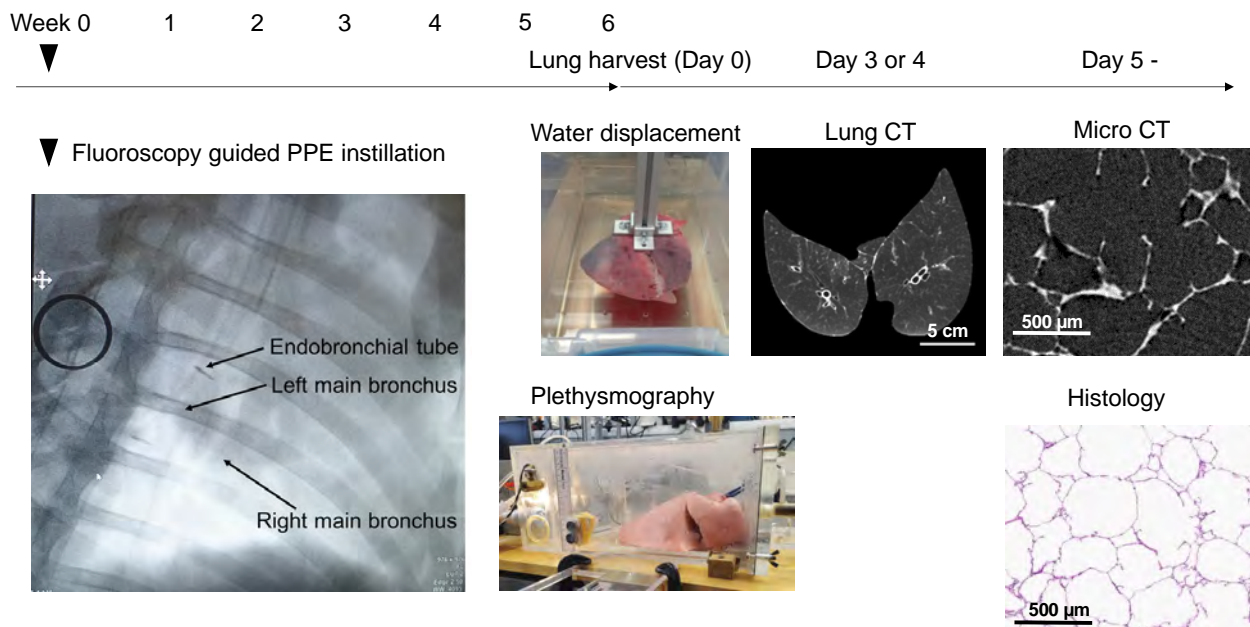 Week 0 1 2 3 4 5 6
Lung harvest (Day 0) Day 3 or 4 Day 5 -
Fluoroscopy guided PPE instillation
Water displacement
Lung CT
Micro CT
Endobronchial tube
Left main bronchus
Right main bronchus
5 cm
500 µm
Plethysmography
Histology
500 µm